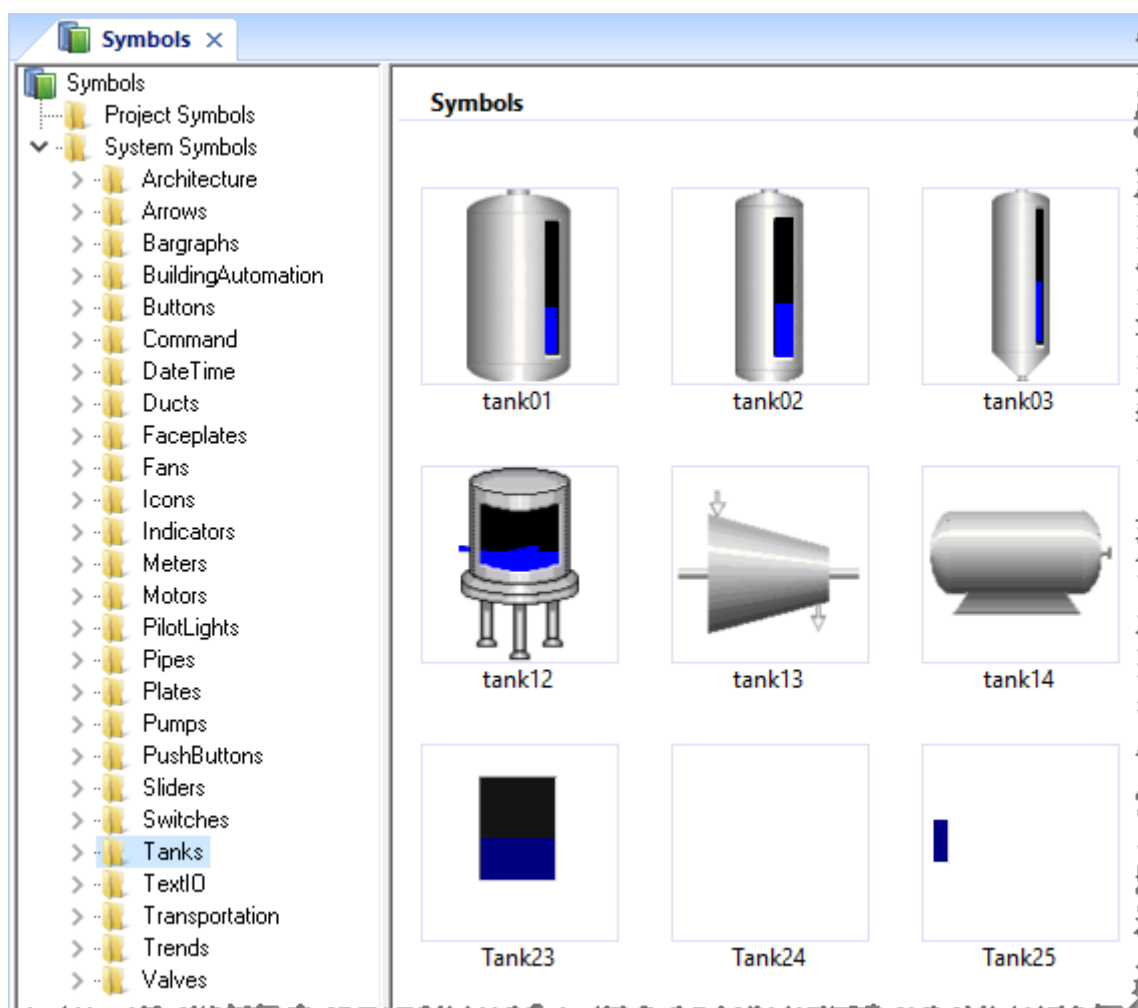 Symbols
Symbols
Project Symbols
System Symbols
Architecture
Arrows
Bargraphs
BuildingAutomation
Buttons
Command
DateTime
Ducts
Faceplates
Fans
Icons
Indicators
Meters
Motors
PilotLights
Pipes
Plates
Pumps
PushButtons
Sliders
Switches
Tanks
TextIO
Transportation
Trends
Valves
Symbols
tank01 tank02 tank03
tank12 tank13 tank14
Tank23 Tank24 Tank25